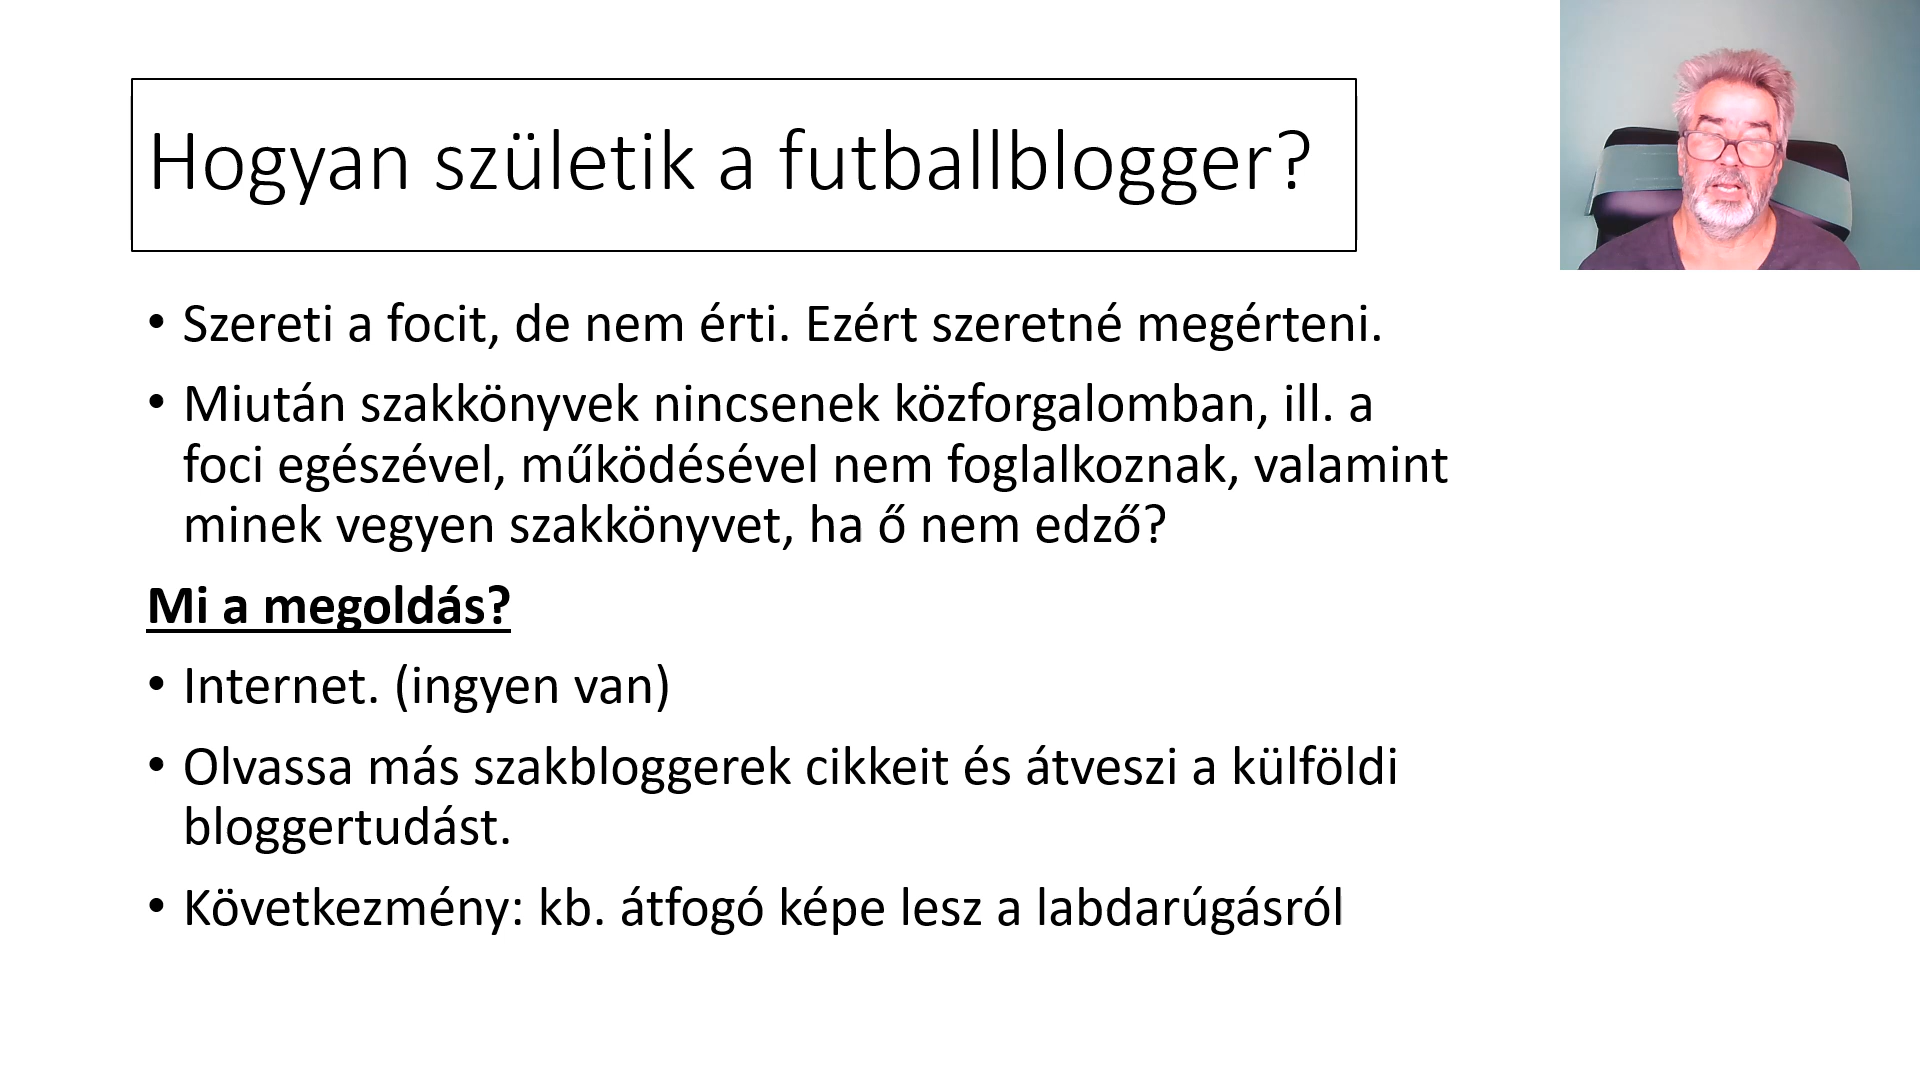 Hogyan születik a futballblogger?
• Szereti a focit, de nem érti. Ezért szeretné megérteni.
• Miután szakkönyvek nincsenek közforgalomban, ill. a
foci egészével, működésével nem foglalkoznak, valamint
minek vegyen szakkönyvet, ha ő nem edző?
Mi a megoldás?
• Internet. (ingyen van)
• Olvassa más szakbloggerek cikkeit és átveszi a külföldi
bloggertudást.
• Következmény: kb. átfogó képe lesz a labdarúgásról